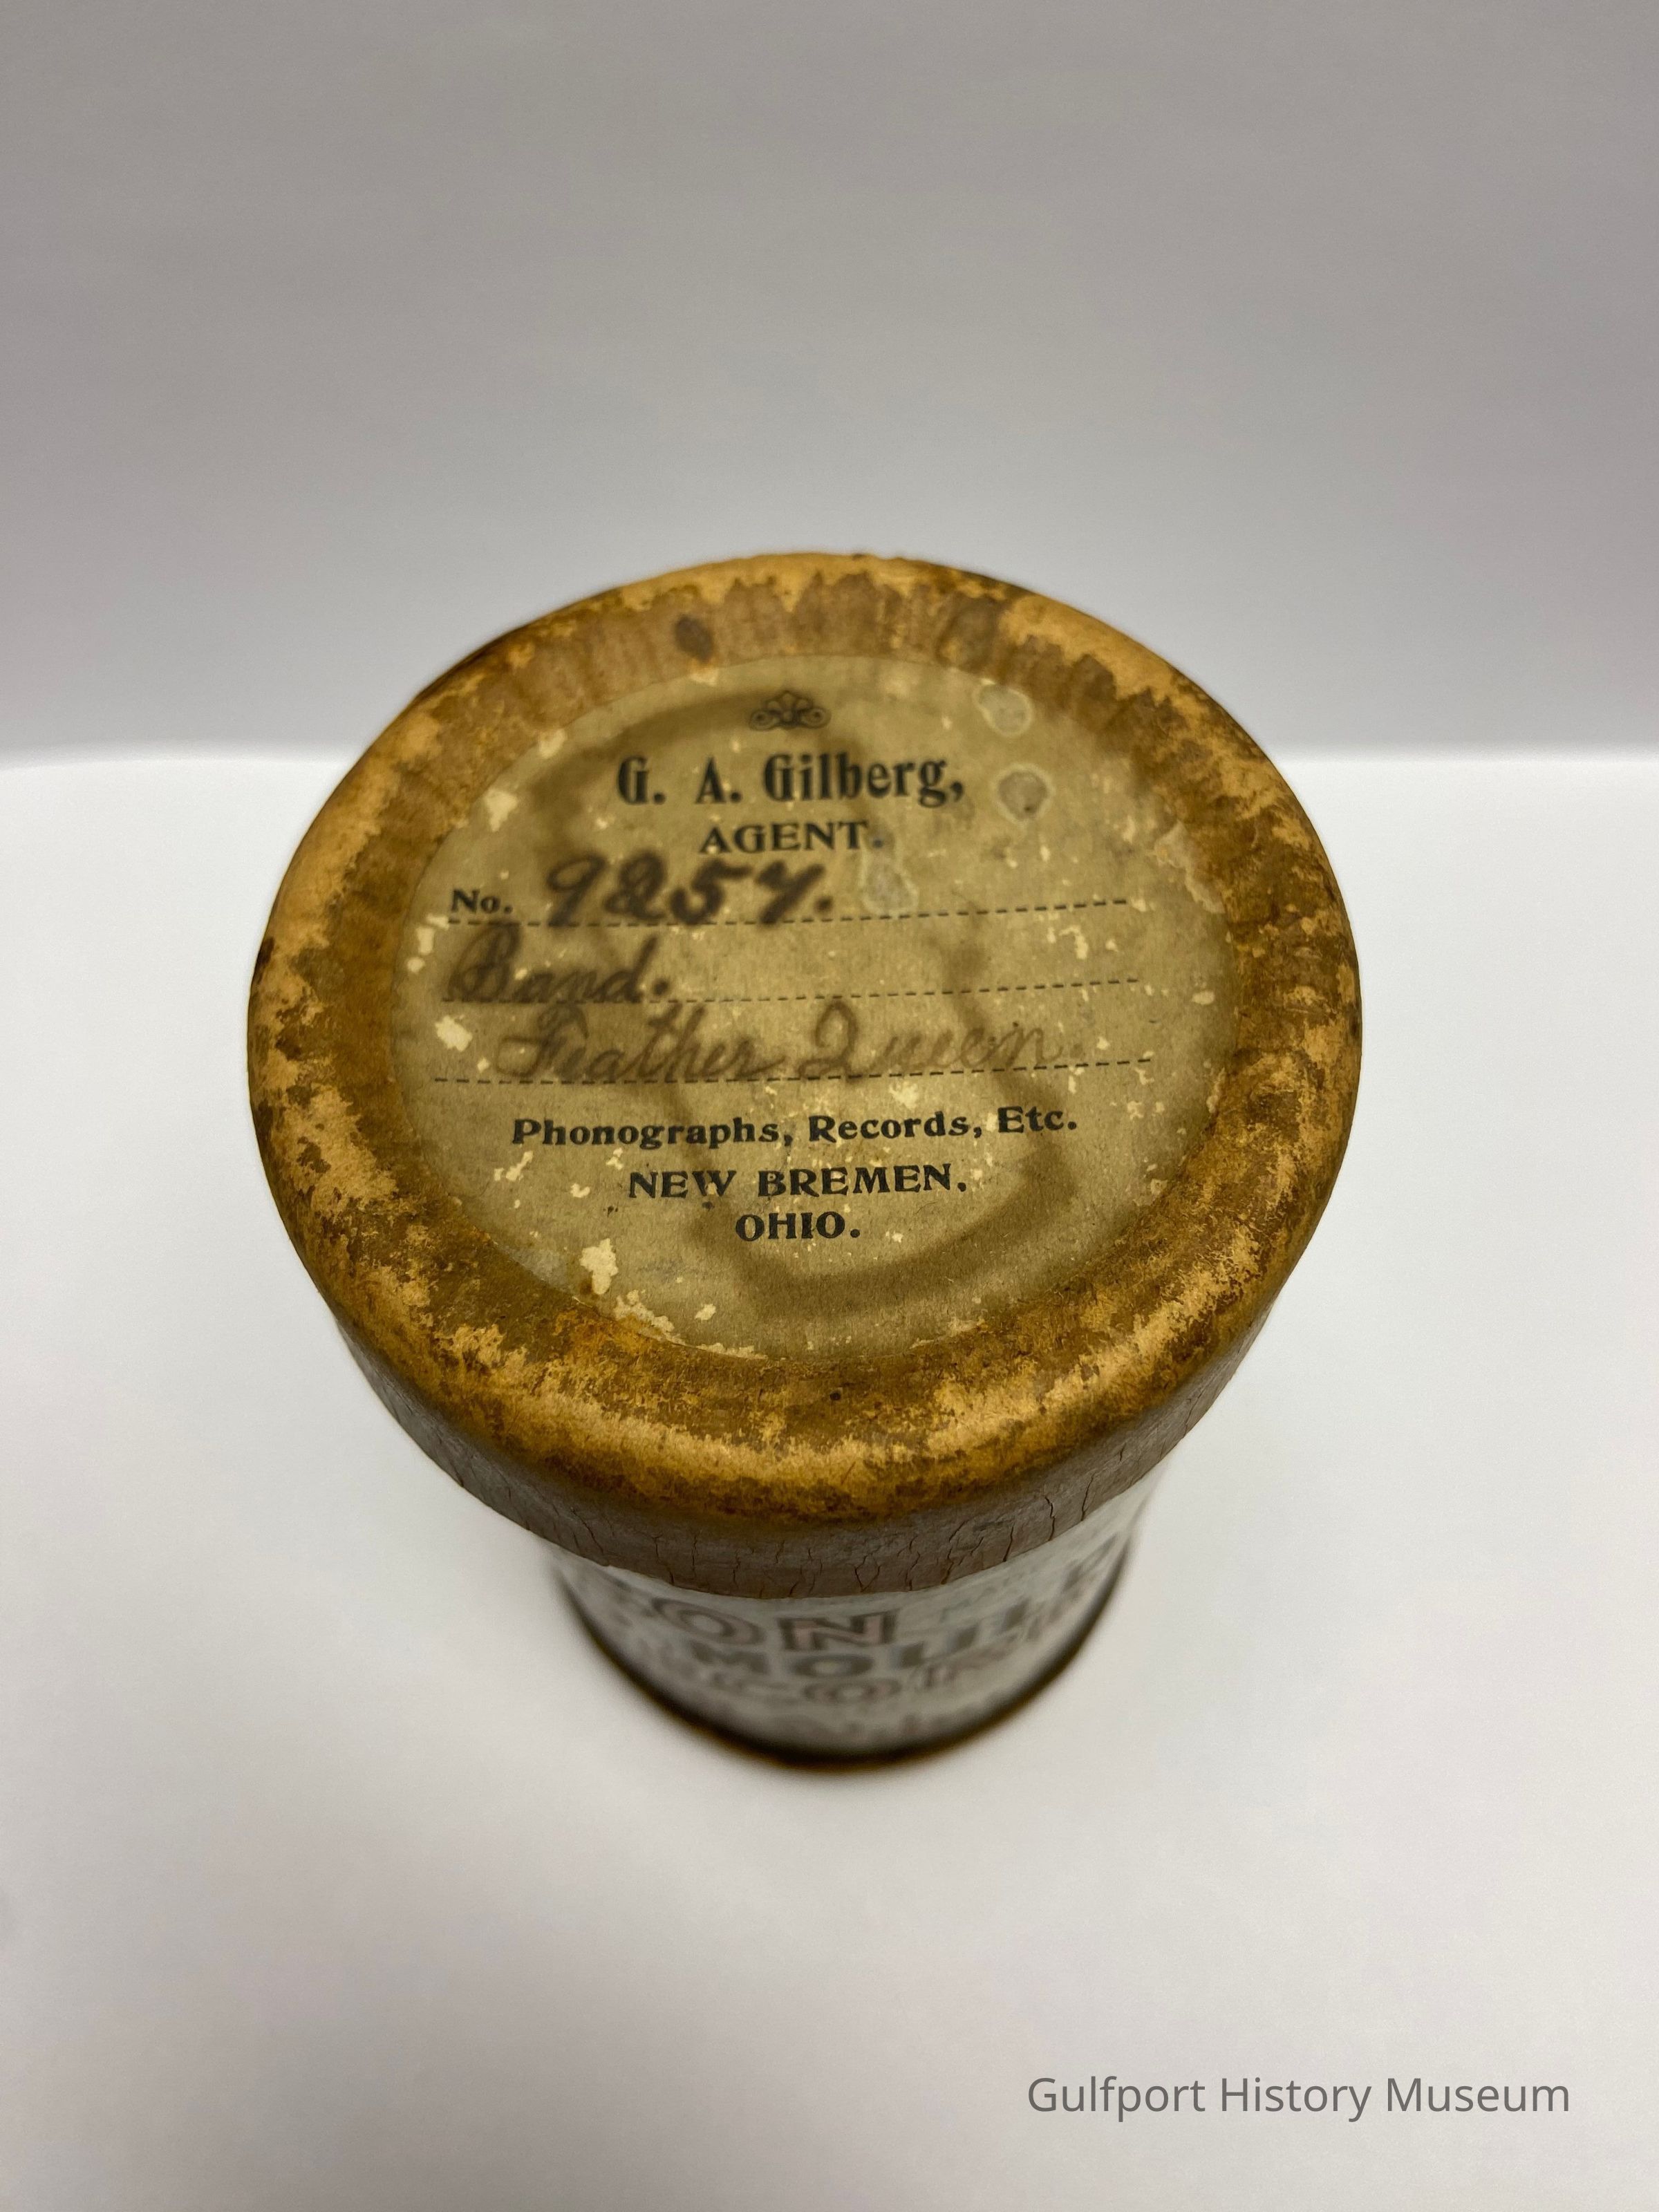 G. A. Gilberg,
AGENT.
No. 9257.
Band.
Feather Queen.
Phonographs, Records, Etc.
NEW BREMEN,
OHIO.
Gulfport History Museum